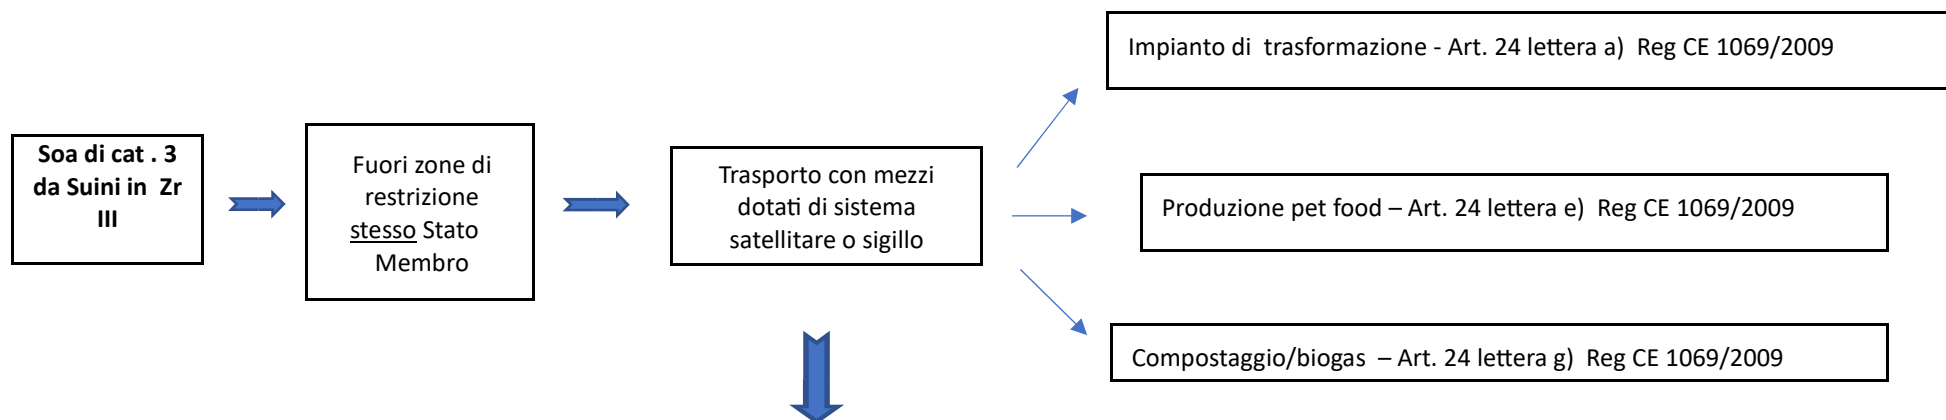 Soa di cat . 3
da Suini in Zr
III
Fuori zone di
restrizione
stesso Stato
Membro
Trasporto con mezzi
dotati di sistema
satellitare o sigillo
Impianto di trasformazione - Art. 24 lettera a) Reg CE 1069/2009
Produzione pet food – Art. 24 lettera e) Reg CE 1069/2009
Compostaggio/biogas – Art. 24 lettera g) Reg CE 1069/2009